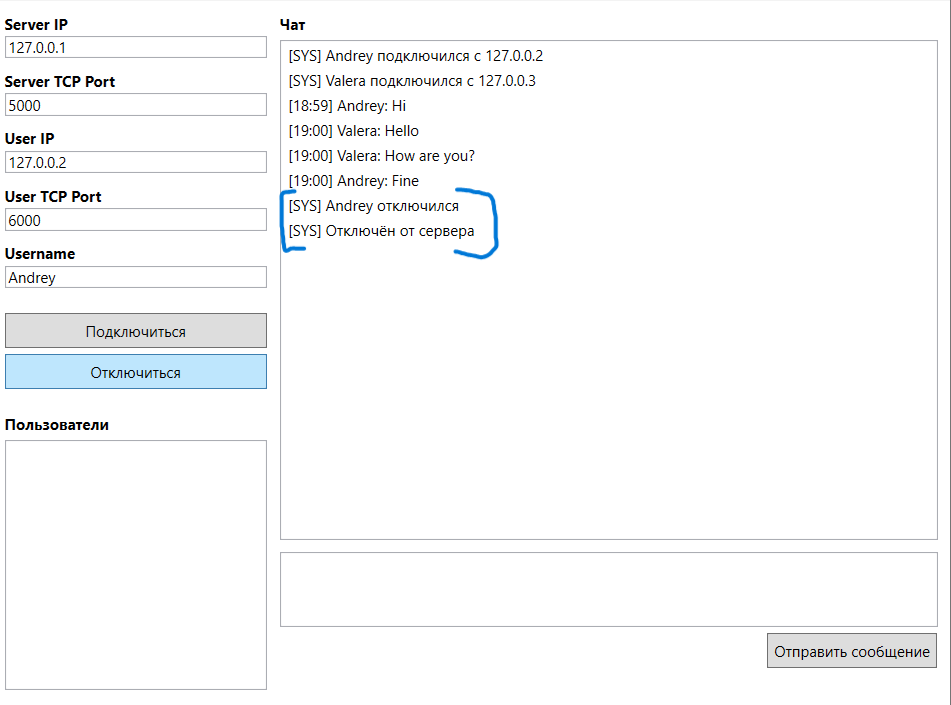 Server IP
127.0.0.1
Server TCP Port
5000
User IP
127.0.0.2
User TCP Port
6000
Username
Andrey
Подключиться
Отключиться
Пользователи
Чат
[SYS] Andrey подключился с 127.0.0.2
[SYS] Valera подключился с 127.0.0.3
[18:59] Andrey: Hi
[19:00] Valera: Hello
[19:00] Valera: How are you?
[19:00] Andrey: Fine
[SYS] Andrey отключился
[SYS] Отключён от сервера
Отправить сообщение